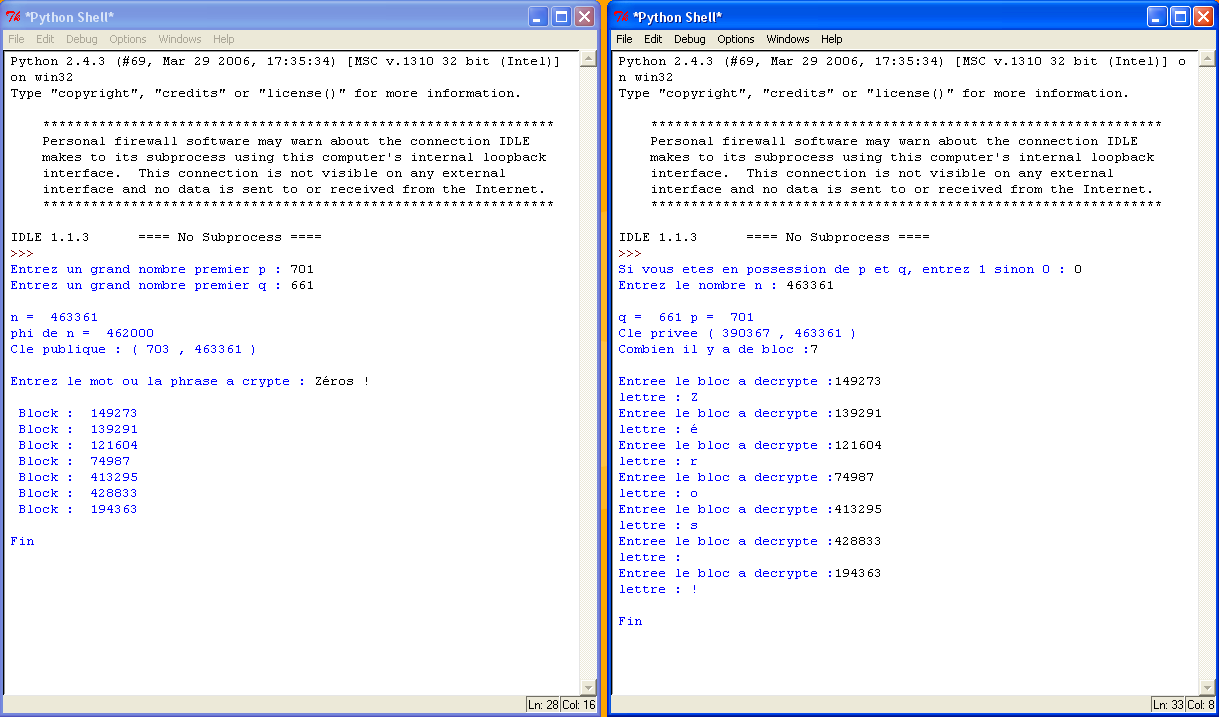 *Python Shell*
File Edit Debug Options Windows Help
Python 2.4.3 (#69, Mar 29 2006, 17:35:34) [MSC v.1310 32 bit (Intel)]
on win32
Type "copyright", "credits" or "license()" for more information.
****************************************************************
Personal firewall software may warn about the connection IDLE
makes to its subprocess using this computer's internal loopback
interface.  This connection is not visible on any external
interface and no data is sent to or received from the Internet.
****************************************************************
IDLE 1.1.3      ==== No Subprocess ====
>>>
Entrez un grand nombre premier p : 701
Entrez un grand nombre premier q : 661
n =  463361
phi de n =  462000
Cle publique : ( 703 , 463361 )
Entrez le mot ou la phrase a crypte : Zéros !
Block :  149273
Block :  139291
Block :  121604
Block :  74987
Block :  413295
Block :  428833
Block :  194363
Fin
Ln: 28 Col: 16
*Python Shell*
File Edit Debug Options Windows Help
Python 2.4.3 (#69, Mar 29 2006, 17:35:34) [MSC v.1310 32 bit (Intel)] o
n win32
Type "copyright", "credits" or "license()" for more information.
****************************************************************
Personal firewall software may warn about the connection IDLE
makes to its subprocess using this computer's internal loopback
interface.  This connection is not visible on any external
interface and no data is sent to or received from the Internet.
****************************************************************
IDLE 1.1.3      ==== No Subprocess ====
>>>
Si vous etes en possession de p et q, entrez 1 sinon 0 : 0
Entrez le nombre n : 463361
q =  661 p =  701
Cle privee ( 390367 , 463361 )
Combien il y a de bloc :7
Entree le bloc a decrypte :149273
lettre : Z
Entree le bloc a decrypte :139291
lettre : é
Entree le bloc a decrypte :121604
lettre : r
Entree le bloc a decrypte :74987
lettre : o
Entree le bloc a decrypte :413295
lettre : s
Entree le bloc a decrypte :428833
lettre :
Entree le bloc a decrypte :194363
lettre : !
Fin
Ln: 33 Col: 8